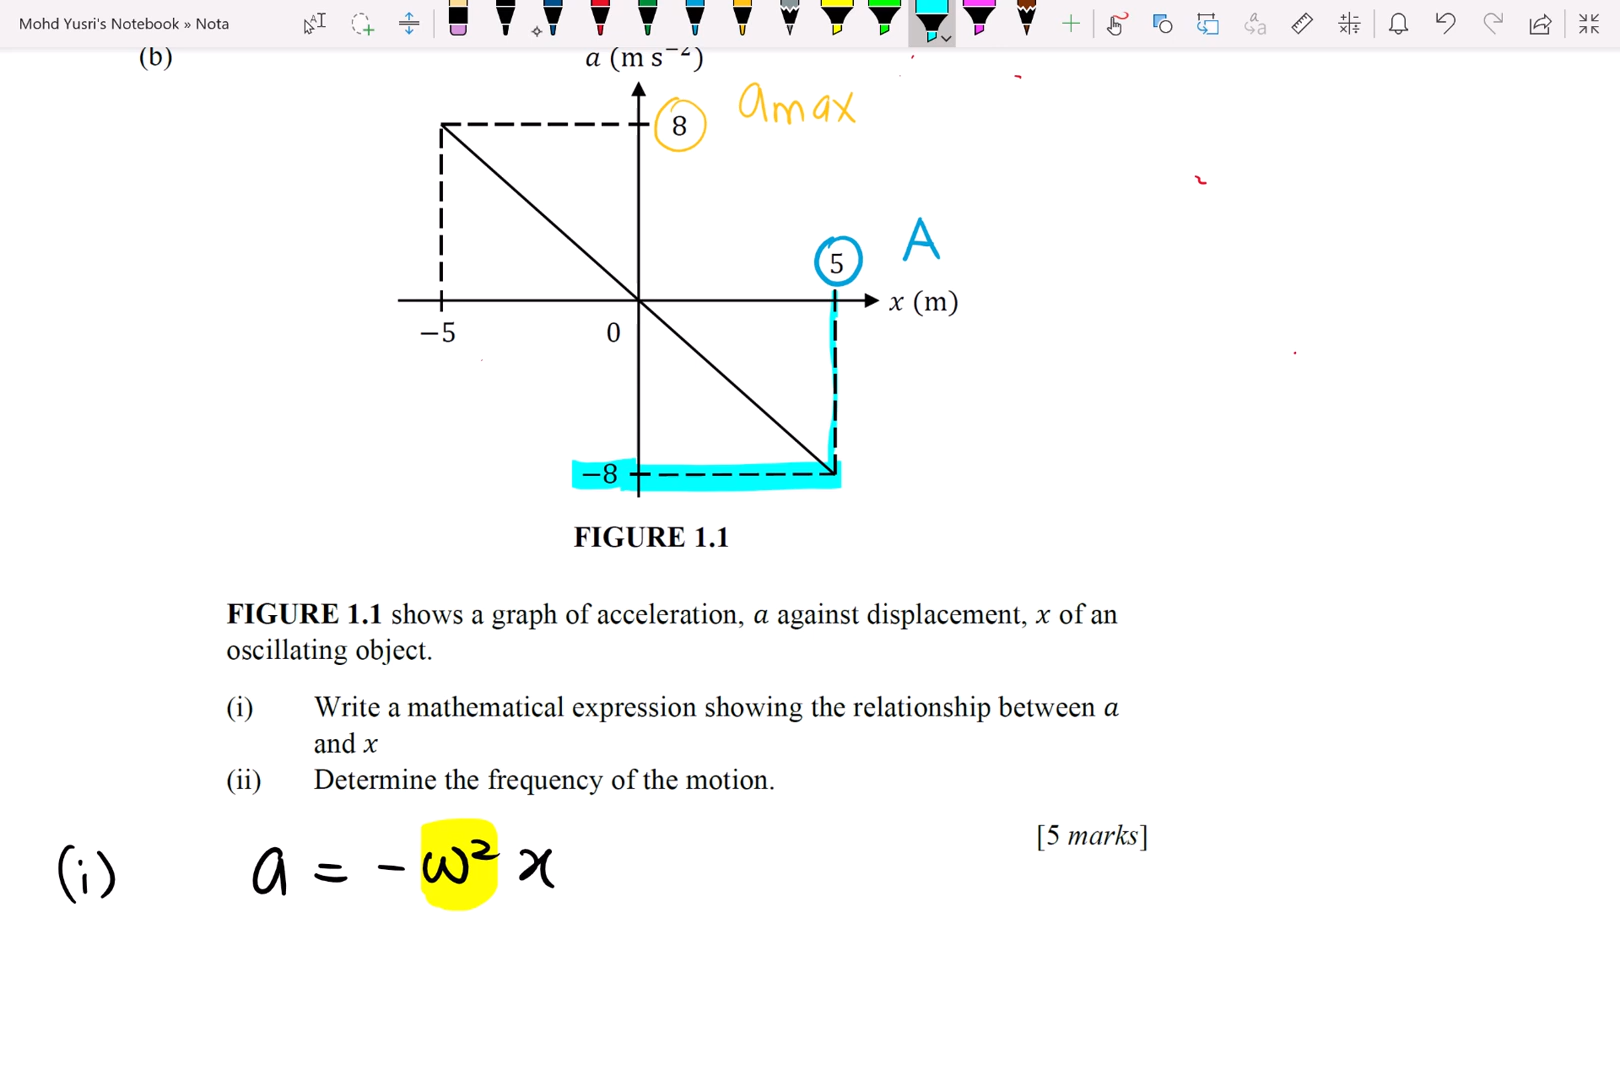 Mohd Yusri's Notebook » Nota
(b)
a (m s⁻²)
8
amax
5
A
x (m)
−5
0
−8
FIGURE 1.1
FIGURE 1.1 shows a graph of acceleration, a against displacement, x of an
oscillating object.
(i) Write a mathematical expression showing the relationship between a
and x
(ii) Determine the frequency of the motion.
[5 marks]
(i) a = - ω² x